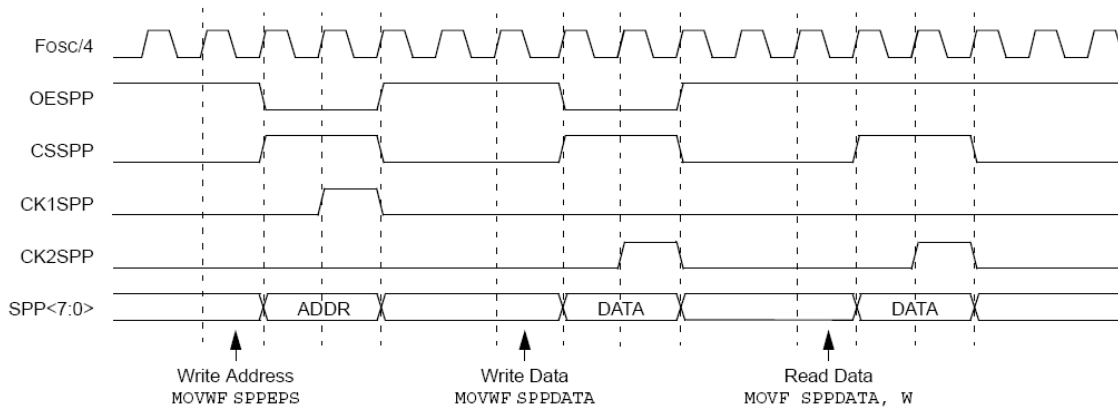 FOSC/4
OESPP
CSSPP
CK1SPP
CK2SPP
SPP<7:0>
ADDR
DATA
DATA
Write Address
MOVWF SPPEPS
Write Data
MOVWF SPPDATA
Read Data
MOVF SPPDATA, W